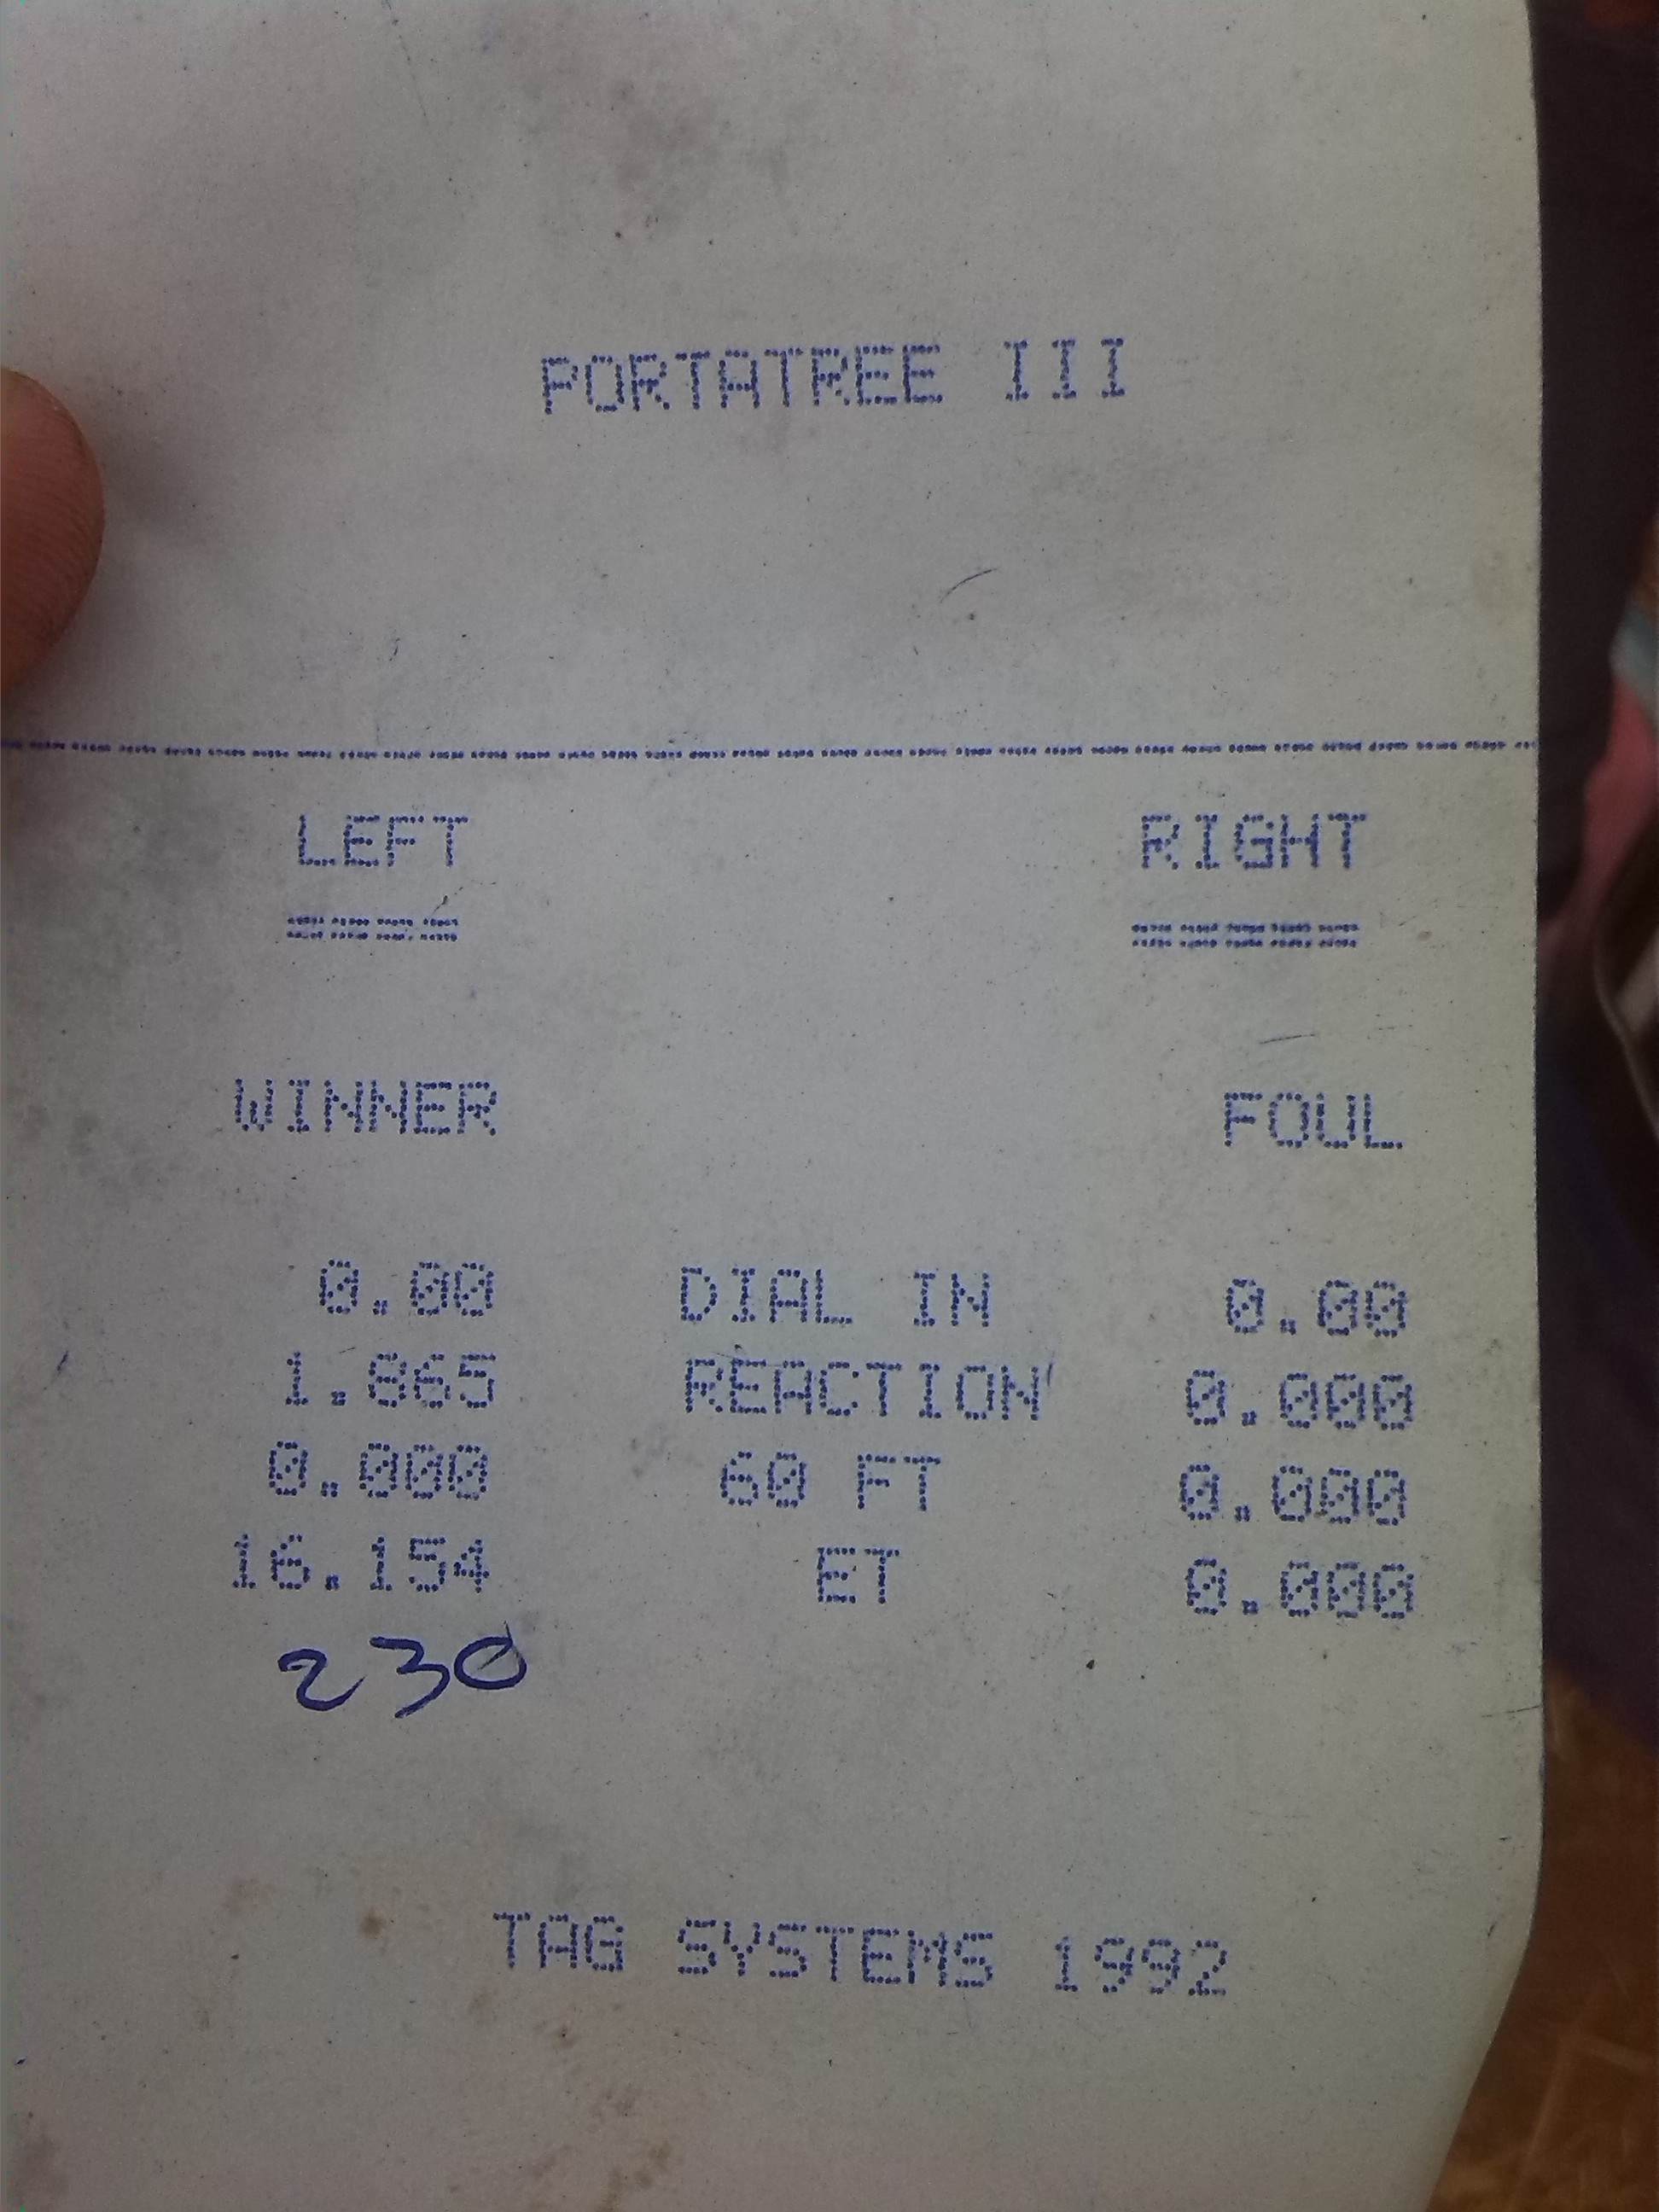 PORTATREE III
LEFT RIGHT
==== =====
WINNER FOUL
0.00 DIAL IN 0.00
1.865 REACTION 0.000
0.000 60 FT 0.000
16.154 ET 0.000
230
TAG SYSTEMS 1992